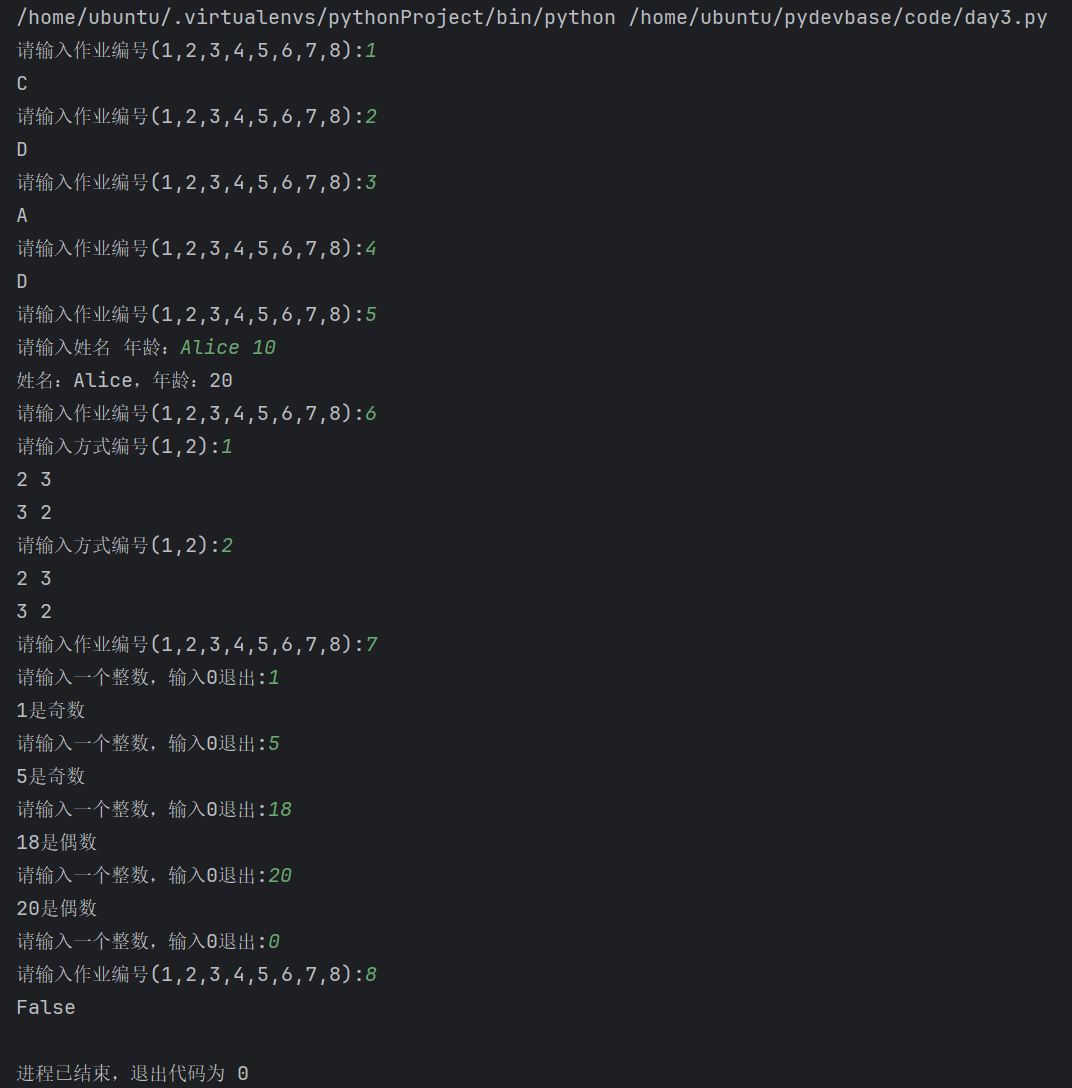 /home/ubuntu/.virtualenvs/pythonProject/bin/python /home/ubuntu/pydevbase/code/day3.py
请输入作业编号(1,2,3,4,5,6,7,8):1
C
请输入作业编号(1,2,3,4,5,6,7,8):2
D
请输入作业编号(1,2,3,4,5,6,7,8):3
A
请输入作业编号(1,2,3,4,5,6,7,8):4
D
请输入作业编号(1,2,3,4,5,6,7,8):5
请输入姓名 年龄：Alice 10
姓名：Alice，年龄：20
请输入作业编号(1,2,3,4,5,6,7,8):6
请输入方式编号(1,2):1
2 3
3 2
请输入方式编号(1,2):2
2 3
3 2
请输入作业编号(1,2,3,4,5,6,7,8):7
请输入一个整数，输入0退出:1
1是奇数
请输入一个整数，输入0退出:5
5是奇数
请输入一个整数，输入0退出:18
18是偶数
请输入一个整数，输入0退出:20
20是偶数
请输入一个整数，输入0退出:0
请输入作业编号(1,2,3,4,5,6,7,8):8
False
进程已结束，退出代码为 0